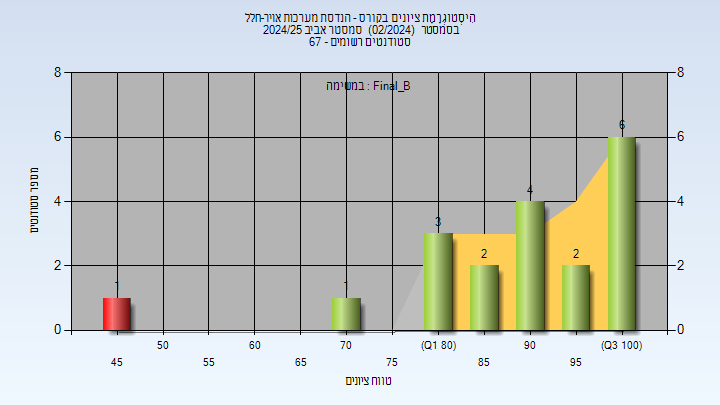 היסטוגרמת ציונים בקורס - הנדסת מערכות אויר-חלל
בסמסטר (02/2024) סמסטר אביב 2024/25
סטודנטים רשומים - 67
במשימה : Final_B
8 8
6 6
4 4
2 2
0 0
מספר סטודנטים
1 1 3 2 4 2 6
50 60 70 (Q1 80) 90 (Q3 100)
45 55 65 75 85 95
טווח ציונים